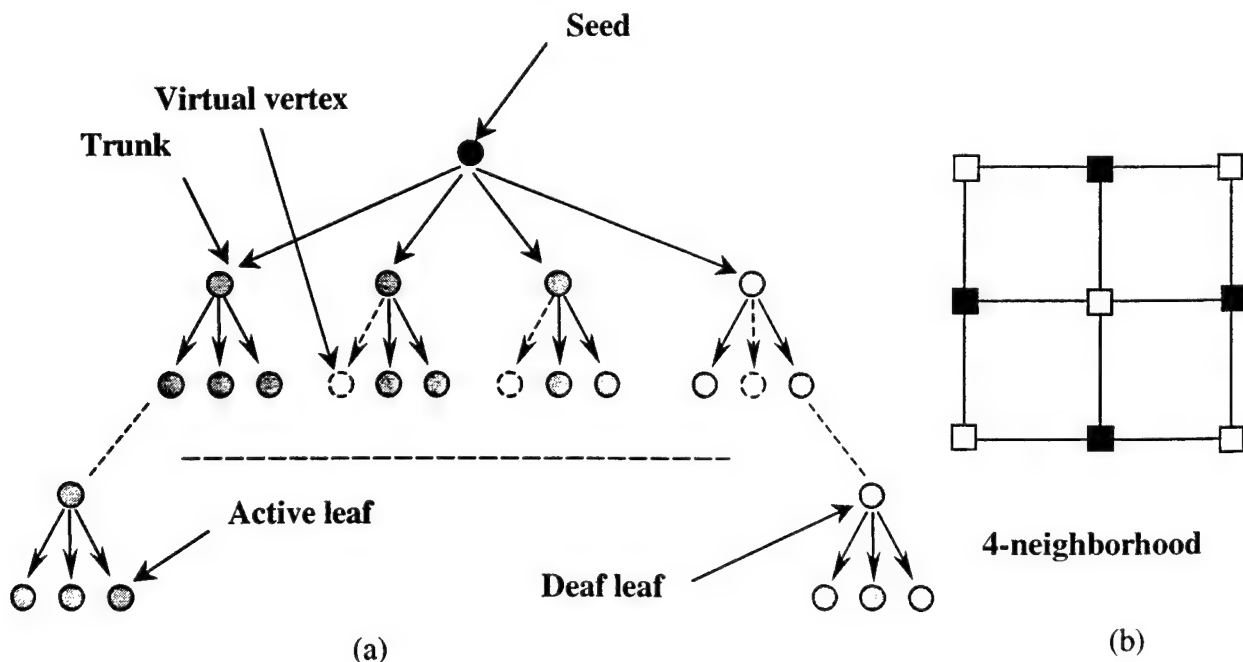 Seed
Virtual vertex
Trunk
Active leaf
Deaf leaf
4-neighborhood
(a)
(b)